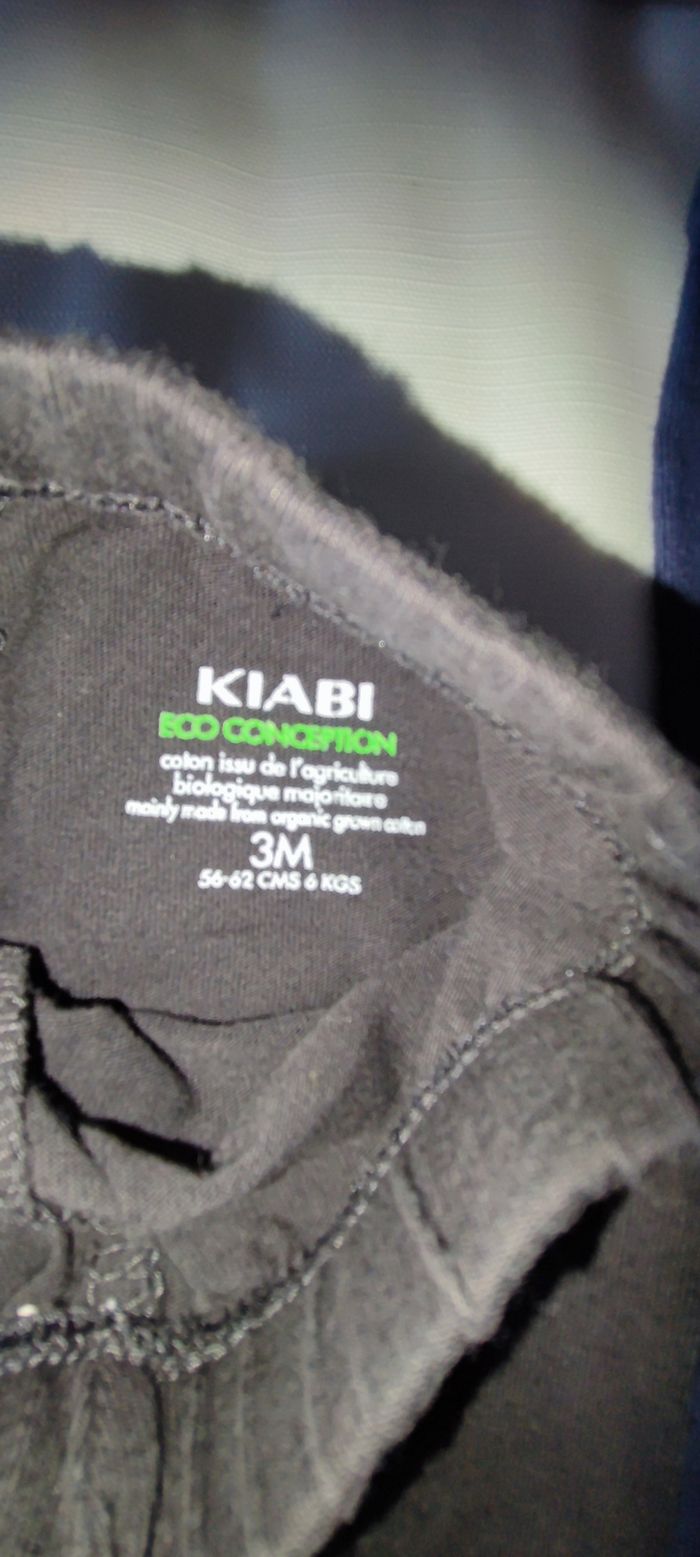 KIABI
ECO CONCEPTION
coton issu de l'agriculture
biologique majoritaire
mainly made from organic grown cotton
3M
56-62 CMS 6 KGS